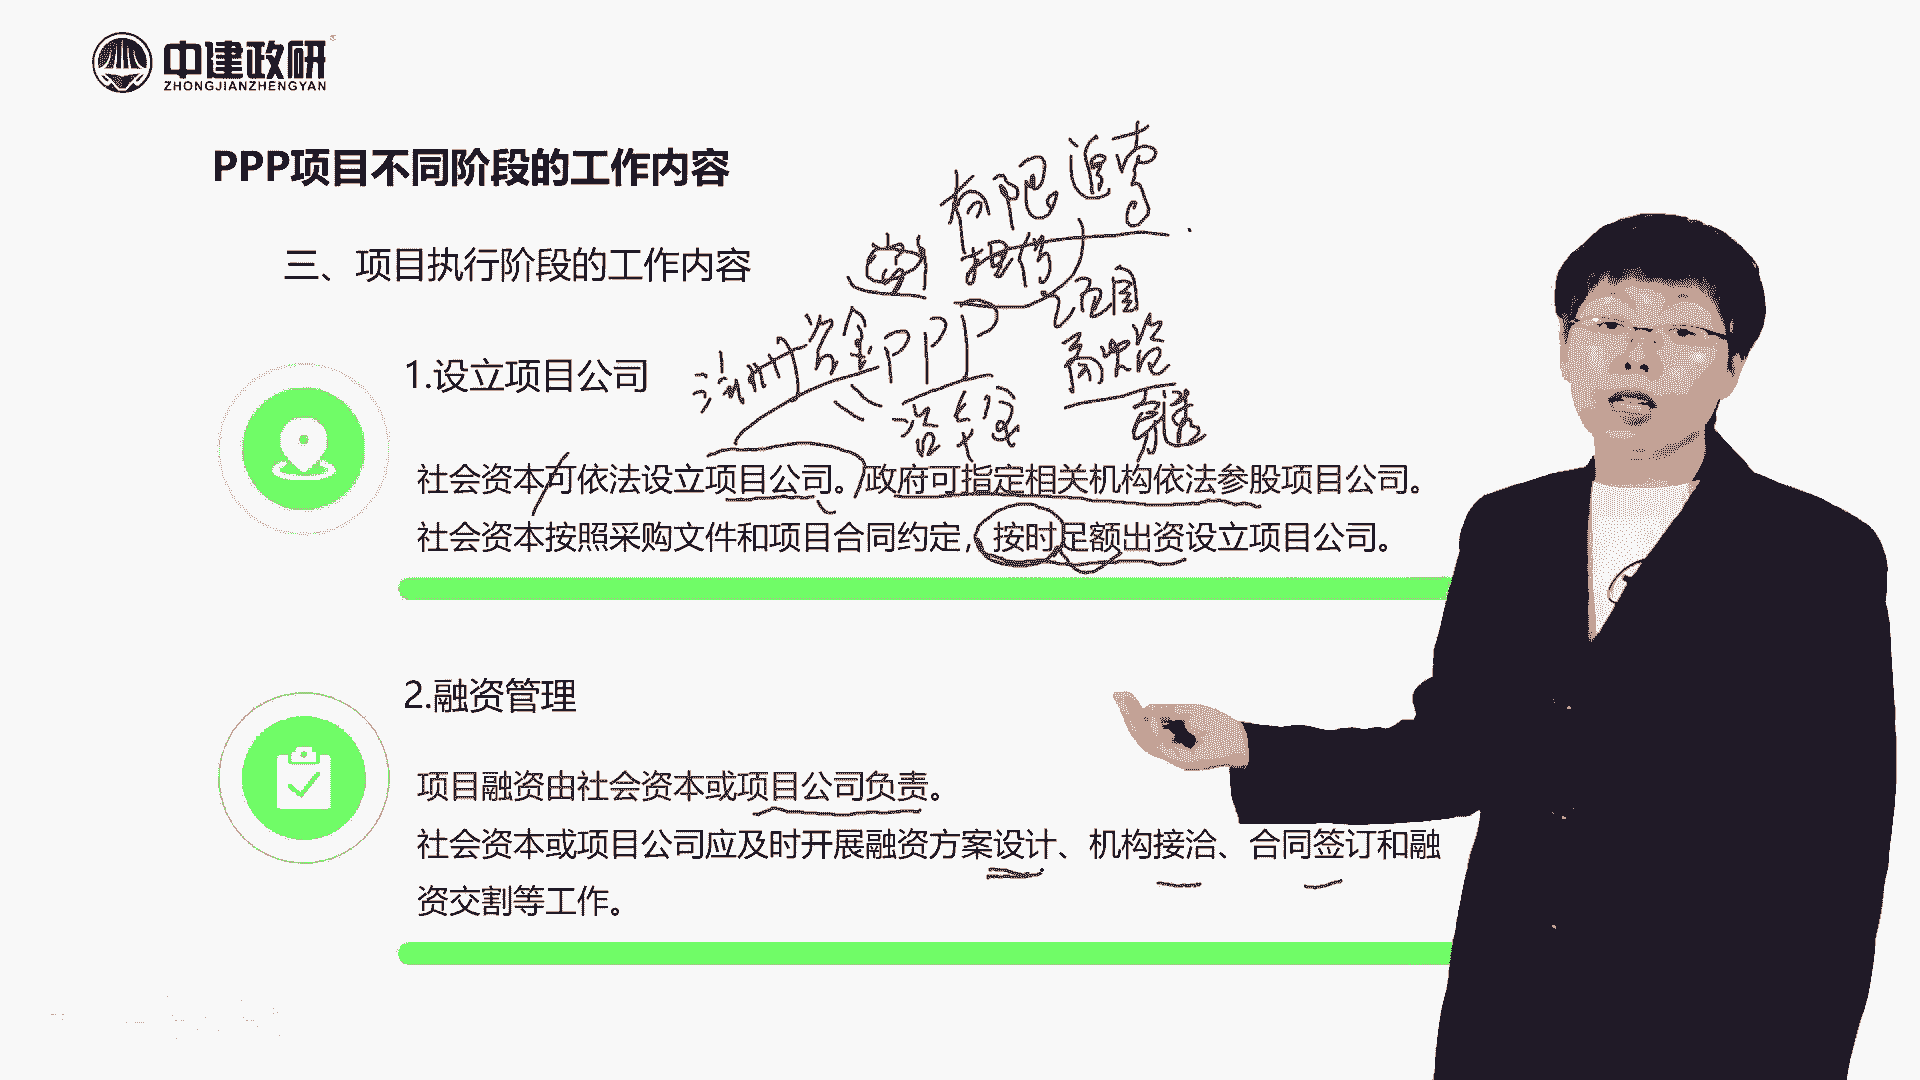 中建政研
ZHONGJIANZHENGYAN
PPP项目不同阶段的工作内容
有限追索
三、项目执行阶段的工作内容
担保
项目
注册资金PPP
融资
1.设立项目公司
社会资本可依法设立项目公司。政府可指定相关机构依法参股项目公司。
社会资本按照采购文件和项目合同约定，按时足额出资设立项目公司。
2.融资管理
项目融资由社会资本或项目公司负责。
社会资本或项目公司应及时开展融资方案设计、机构接洽、合同签订和融
资交割等工作。